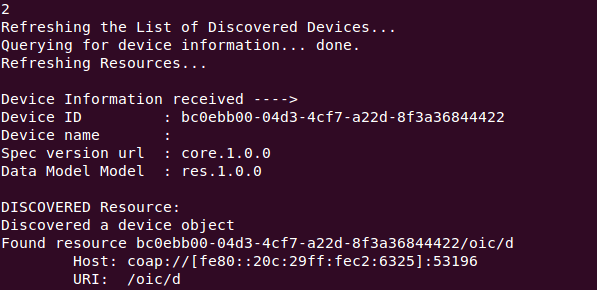 2
Refreshing the List of Discovered Devices...
Querying for device information... done.
Refreshing Resources...
Device Information received ---->
Device ID         : bc0ebb00-04d3-4cf7-a22d-8f3a36844422
Device name       :
Spec version url  : core.1.0.0
Data Model Model  : res.1.0.0
DISCOVERED Resource:
Discovered a device object
Found resource bc0ebb00-04d3-4cf7-a22d-8f3a36844422/oic/d
        Host: coap://[fe80::20c:29ff:fec2:6325]:53196
        URI:  /oic/d